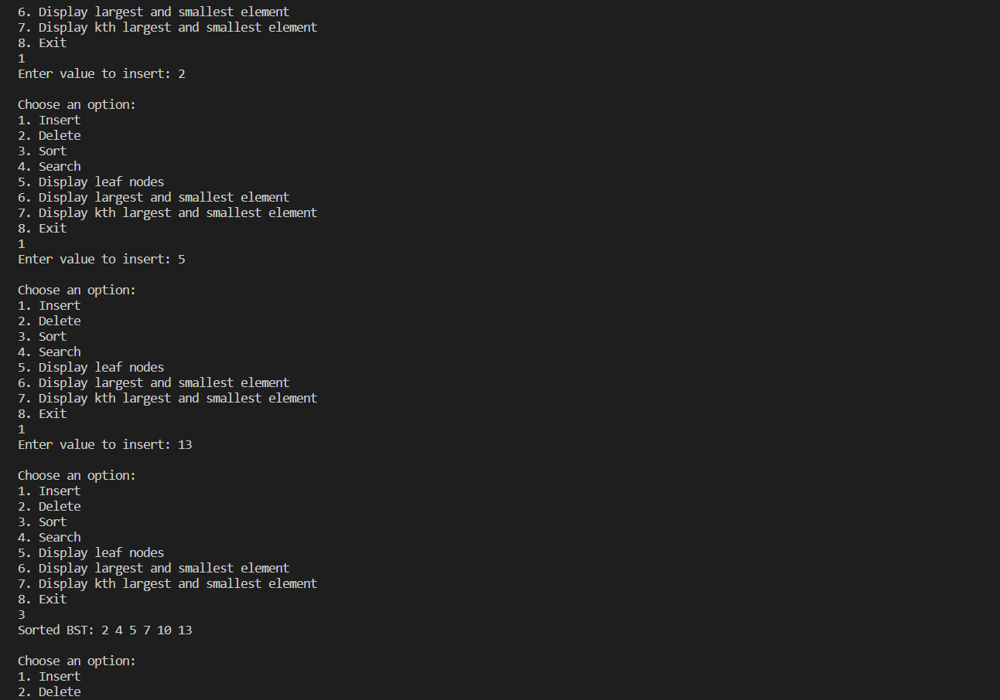 6. Display largest and smallest element
7. Display kth largest and smallest element
8. Exit
1
Enter value to insert: 2
Choose an option:
1. Insert
2. Delete
3. Sort
4. Search
5. Display leaf nodes
6. Display largest and smallest element
7. Display kth largest and smallest element
8. Exit
1
Enter value to insert: 5
Choose an option:
1. Insert
2. Delete
3. Sort
4. Search
5. Display leaf nodes
6. Display largest and smallest element
7. Display kth largest and smallest element
8. Exit
1
Enter value to insert: 13
Choose an option:
1. Insert
2. Delete
3. Sort
4. Search
5. Display leaf nodes
6. Display largest and smallest element
7. Display kth largest and smallest element
8. Exit
3
Sorted BST: 2 4 5 7 10 13
Choose an option:
1. Insert
2. Delete